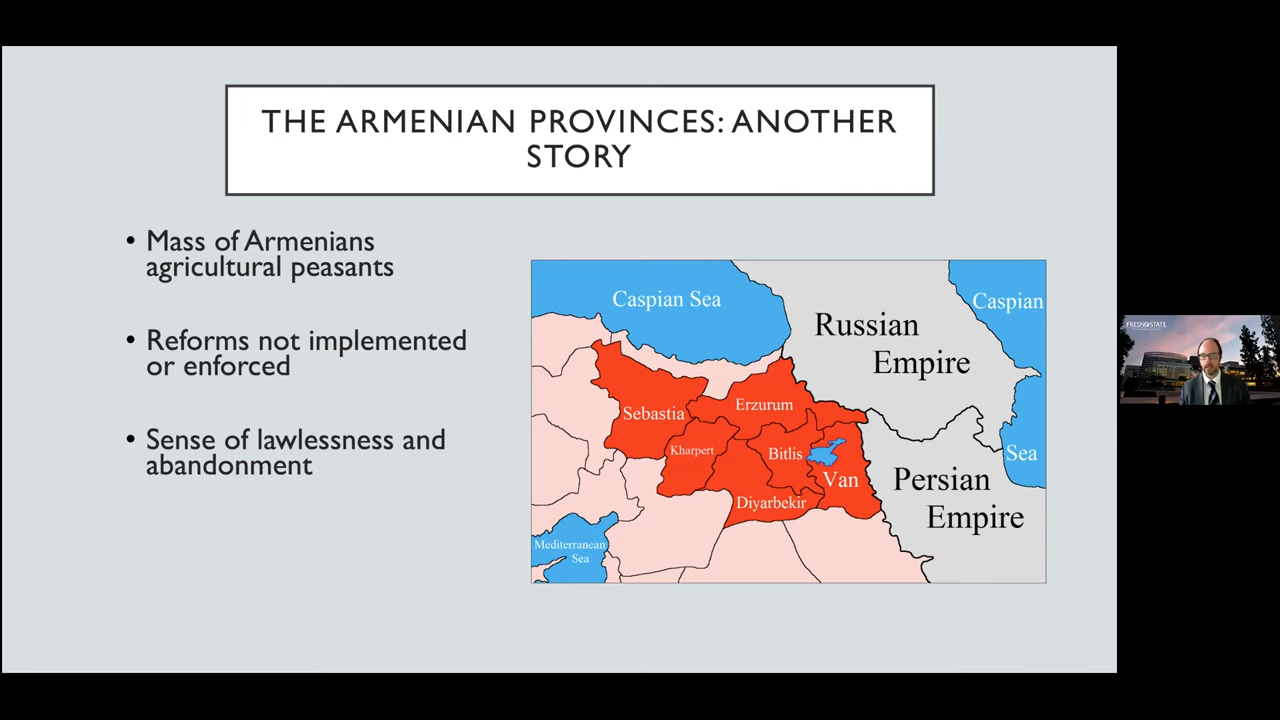 THE ARMENIAN PROVINCES: ANOTHER
STORY
• Mass of Armenians
agricultural peasants
• Reforms not implemented
or enforced
• Sense of lawlessness and
abandonment
Caspian Sea
Caspian
Sea
Russian
Empire
Sebastia
Erzurum
Kharpert
Bitlis
Van
Diyarbekir
Persian
Empire
Mediterranean
Sea
FRESNO STATE